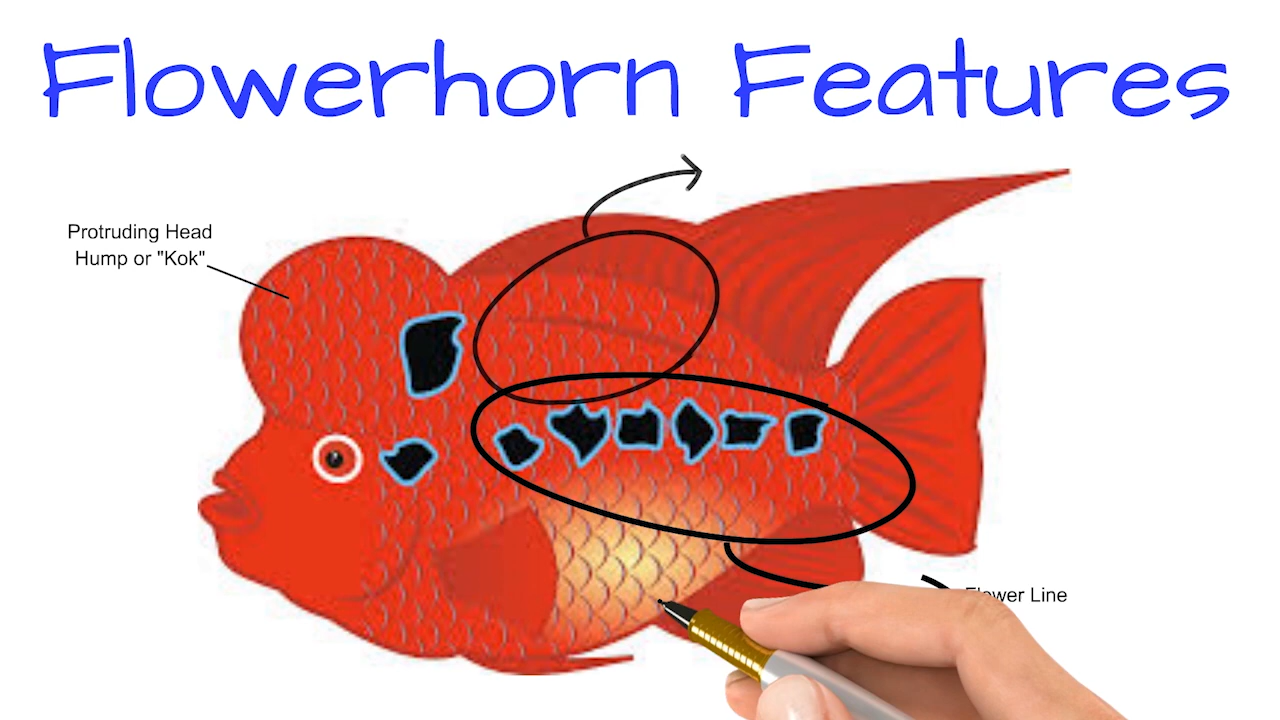 Flowerhorn Features
Protruding Head
Hump or "Kok"
Flower Line